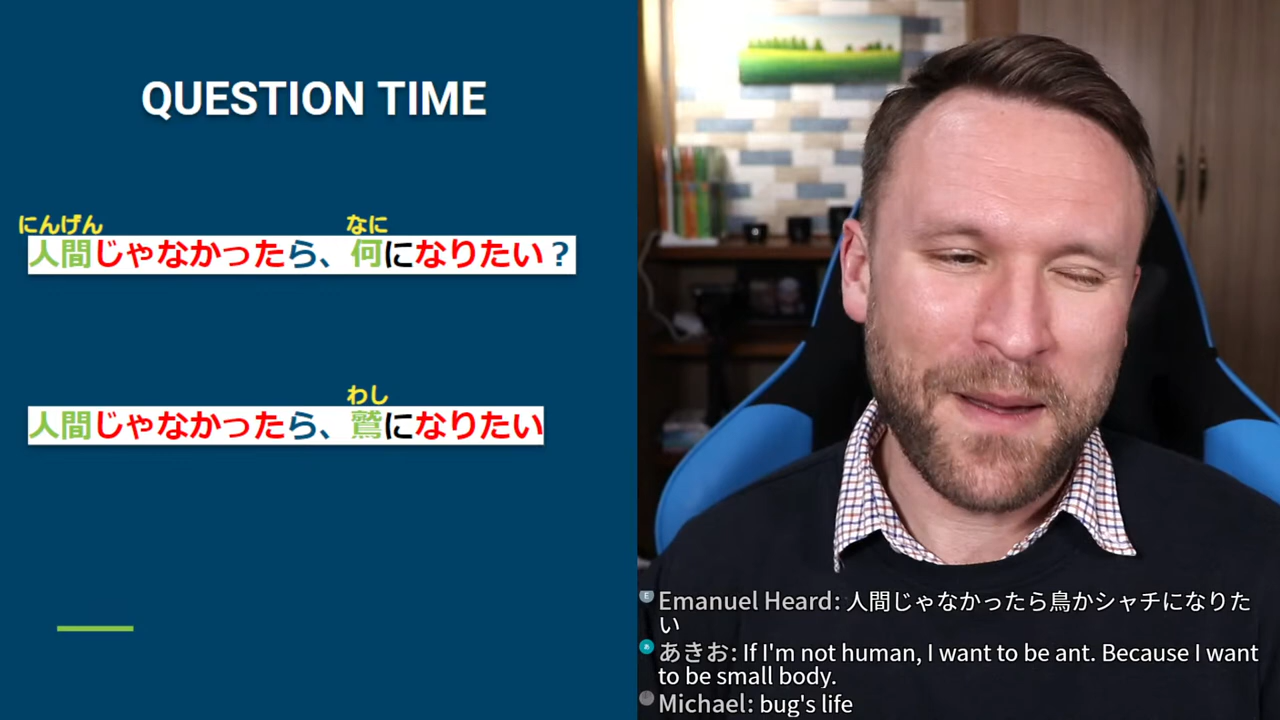 QUESTION TIME
にんげん なに
人間じゃなかったら、何になりたい？
わし
人間じゃなかったら、鷲になりたい
Emanuel Heard: 人間じゃなかったら鳥かシャチになりた
い
あきお: If I'm not human, I want to be ant. Because I want
to be small body.
Michael: bug's life